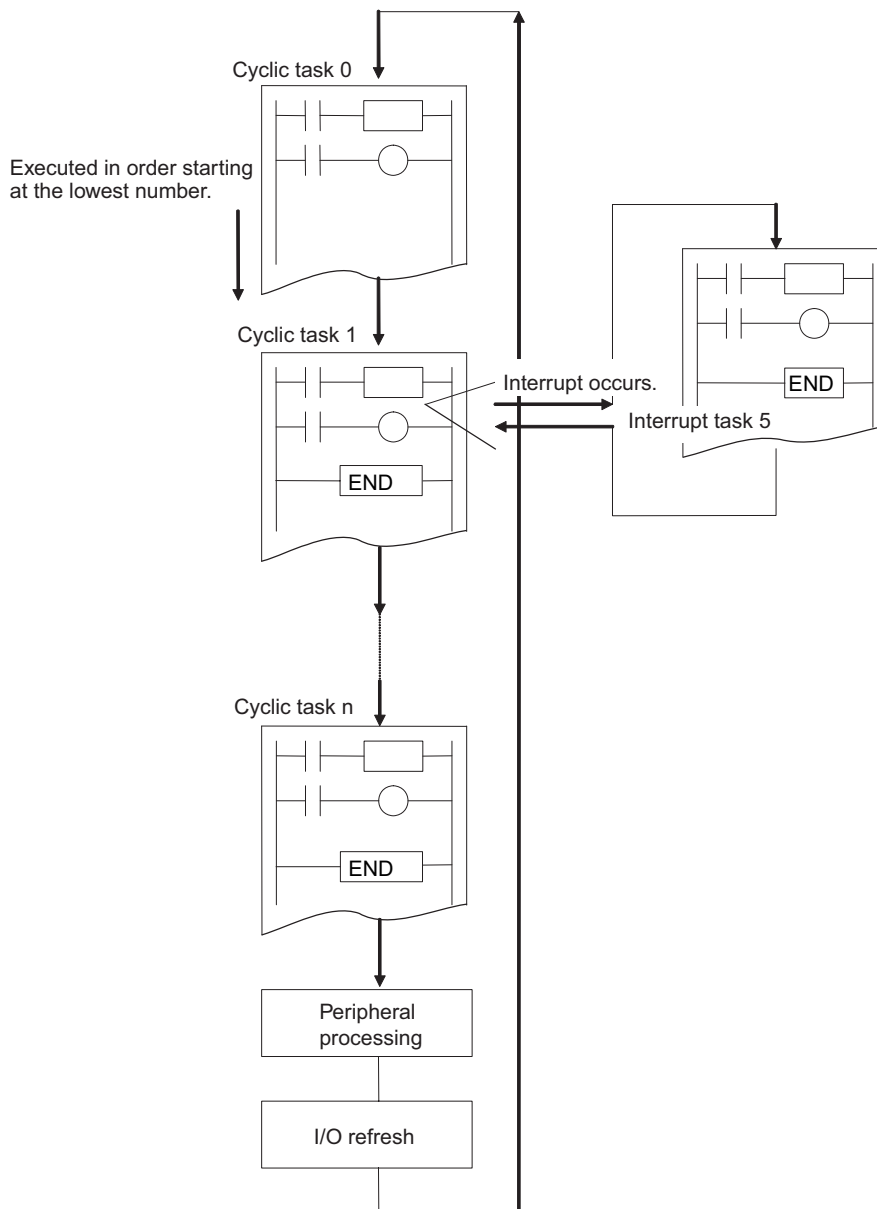 Cyclic task 0
Executed in order starting
at the lowest number.
Cyclic task 1
END
Interrupt occurs.
Interrupt task 5
END
Cyclic task n
END
Peripheral
processing
I/O refresh